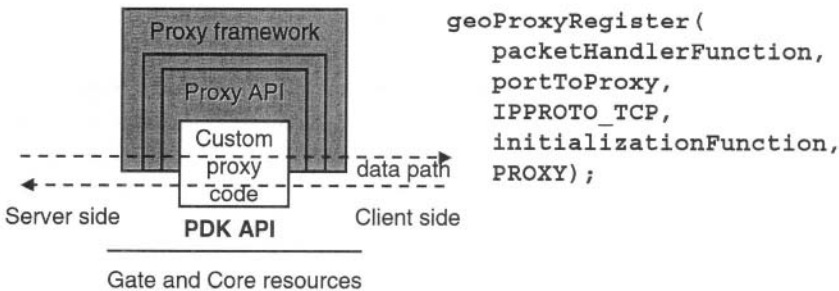 Proxy framework
Proxy API
Custom
proxy
code
data path
Server side
Client side
PDK API
Gate and Core resources
geoProxyRegister(
packetHandlerFunction,
portToProxy,
IPPROTO_TCP,
initializationFunction,
PROXY);